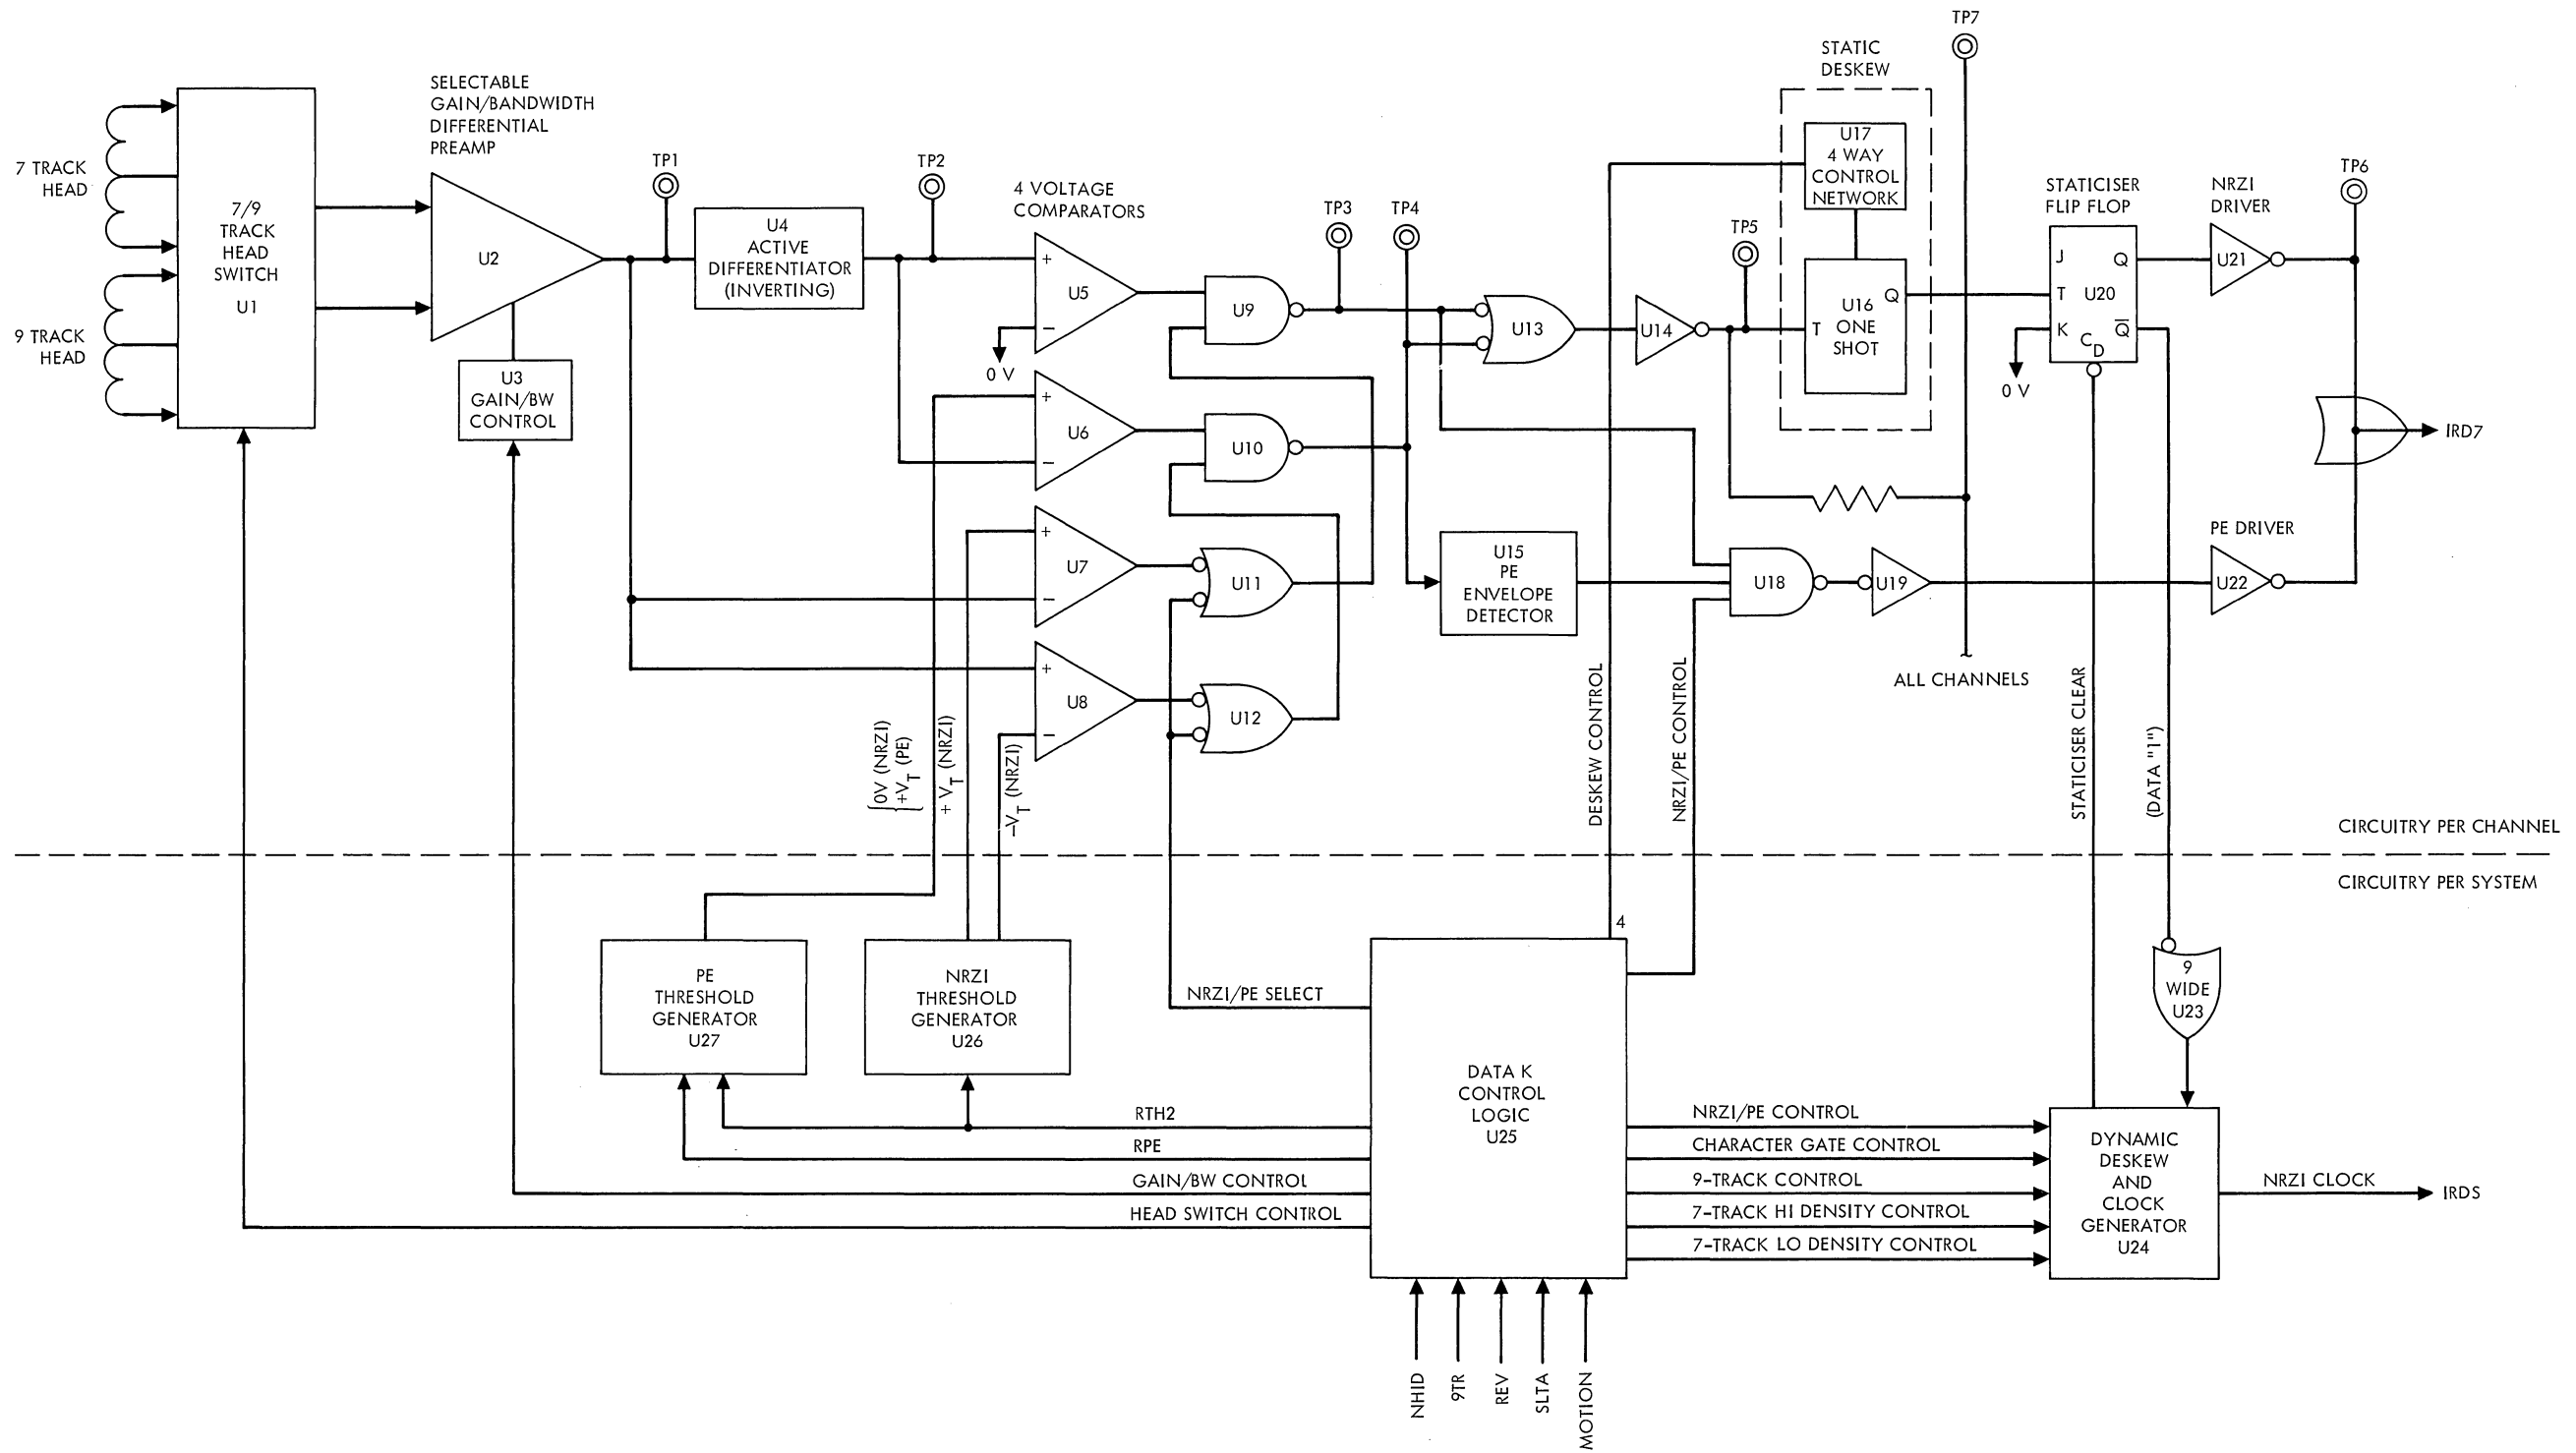 TP7
STATIC
DESKEW
SELECTABLE
GAIN/BANDWIDTH
DIFFERENTIAL
PREAMP
7 TRACK
HEAD
9 TRACK
HEAD
7/9
TRACK
HEAD
SWITCH
U1
U2
U3
GAIN/BW
CONTROL
TP1
U4
ACTIVE
DIFFERENTIATOR
(INVERTING)
TP2
4 VOLTAGE
COMPARATORS
+
U5
–
0 V
+
U6
–
+
U7
–
+
U8
–
U9
U10
U11
U12
TP3
TP4
U13
U14
TP5
U17
4 WAY
CONTROL
NETWORK
Q
T
U16
ONE
SHOT
STATICISER
FLIP FLOP
J
Q
T
U20
K
Q̅
C_D
0 V
NRZI
DRIVER
U21
TP6
IRD7
U15
PE
ENVELOPE
DETECTOR
U18
U19
PE DRIVER
U22
ALL CHANNELS
0V (NRZI)
+V_T (PE)
+ V_T (NRZI)
–V_T (NRZI)
DESKEW CONTROL
NRZI/PE CONTROL
STATICISER CLEAR
(DATA "1")
CIRCUITRY PER CHANNEL
CIRCUITRY PER SYSTEM
PE
THRESHOLD
GENERATOR
U27
NRZI
THRESHOLD
GENERATOR
U26
NRZI/PE SELECT
4
DATA K
CONTROL
LOGIC
U25
9
WIDE
U23
RTH2
RPE
GAIN/BW CONTROL
HEAD SWITCH CONTROL
NRZI/PE CONTROL
CHARACTER GATE CONTROL
9–TRACK CONTROL
7–TRACK HI DENSITY CONTROL
7–TRACK LO DENSITY CONTROL
DYNAMIC
DESKEW
AND
CLOCK
GENERATOR
U24
NRZI CLOCK
IRDS
NHID
9TR
REV
SLTA
MOTION